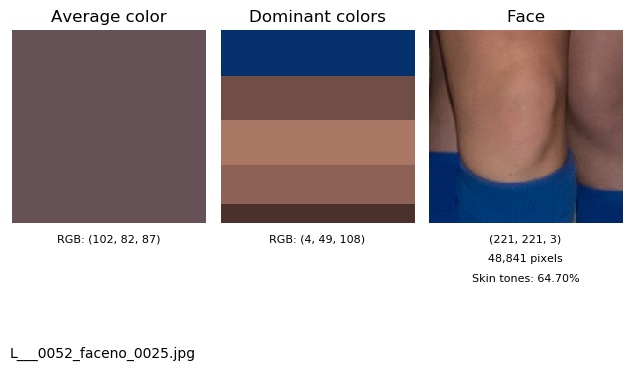 Average color
Dominant colors
Face
RGB: (102, 82, 87)
RGB: (4, 49, 108)
(221, 221, 3)
48,841 pixels
Skin tones: 64.70%
L___0052_faceno_0025.jpg